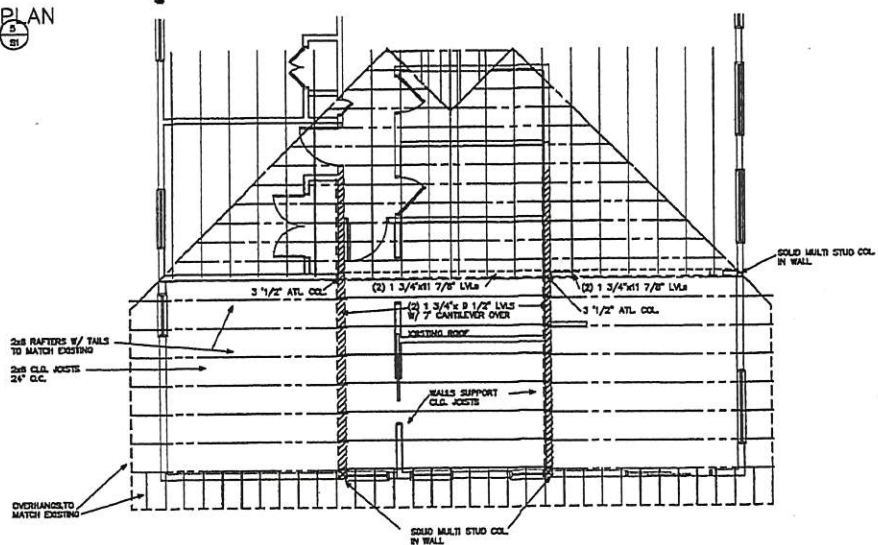 PLAN
5
S1
SOLID MULTI STUD COL.
IN WALL
3 "1/2" ATL COL.
(2) 1 3/4"x11 7/8" LVLs
(2) 1 3/4"x11 7/8" LVLs
(2) 1 3/4"x 9 1/2" LVLS
W/ 7' CANTILEVER OVER
3 "1/2" ATL COL.
ROOF
2x8 RAFTERS W/ TAILS
TO MATCH EXISTING
2x6 CLG. JOISTS
24" O.C.
WALLS SUPPORT
CLG. JOISTS
OVERHANGS,TO
MATCH EXISTING
SOLID MULTI STUD COL.
IN WALL